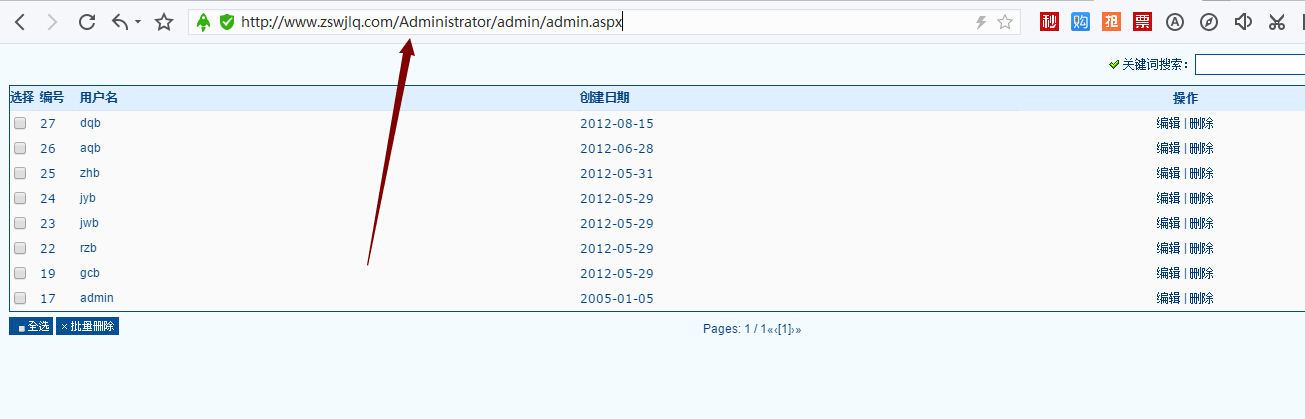 http://www.zswjlq.com/Administrator/admin/admin.aspx 秒 购 抢 票
关键词搜索：
选择 编号 用户名 创建日期 操作
27 dqb 2012-08-15 编辑 | 删除
26 aqb 2012-06-28 编辑 | 删除
25 zhb 2012-05-31 编辑 | 删除
24 jyb 2012-05-29 编辑 | 删除
23 jwb 2012-05-29 编辑 | 删除
22 rzb 2012-05-29 编辑 | 删除
19 gcb 2012-05-29 编辑 | 删除
17 admin 2005-01-05 编辑 | 删除
全选 × 批量删除 Pages: 1 / 1«‹[1]›»